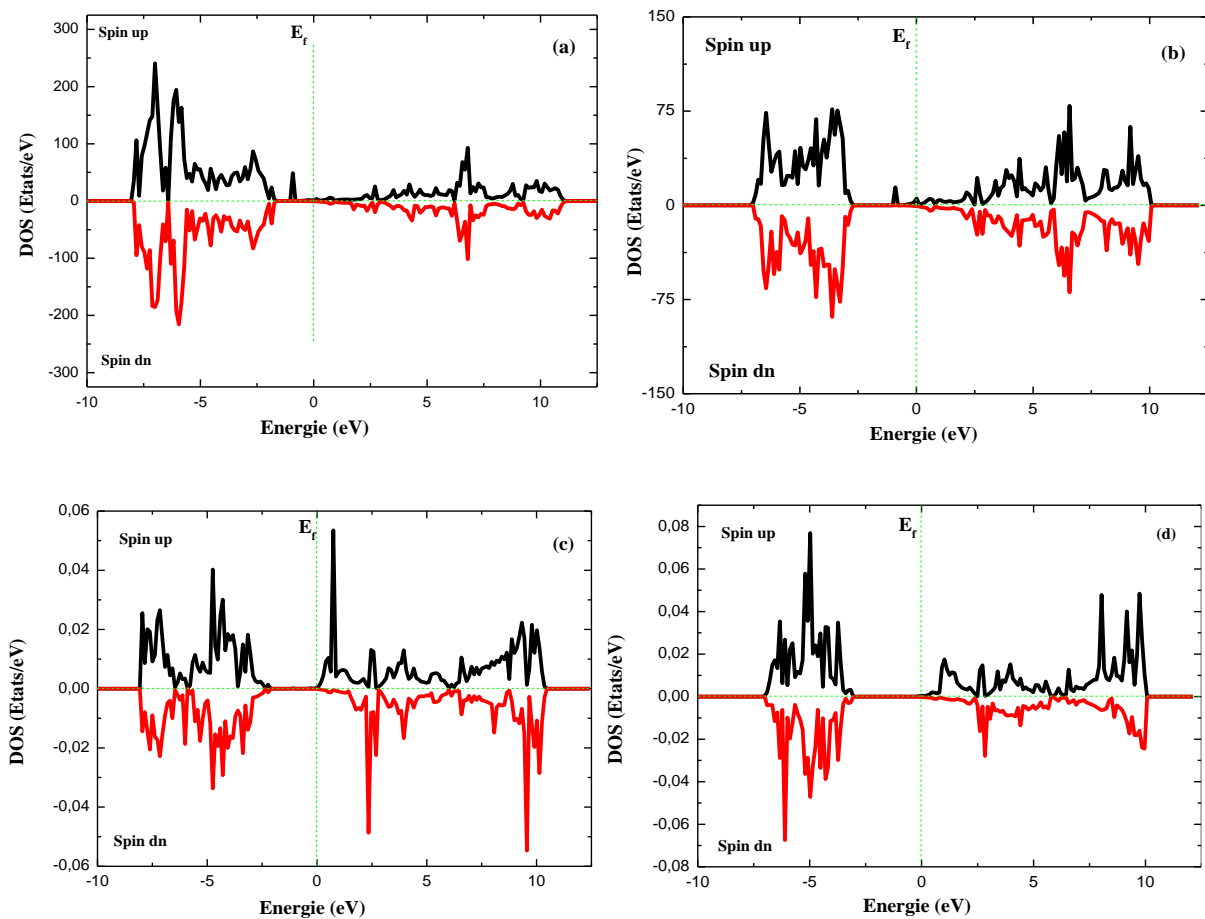 300
200
100
0
-100
-200
-300
-10
-5
0
5
10
Spin up
E_f
(a)
Spin dn
DOS (Etats/eV)
Energie (eV)
150
75
0
-75
-150
-10
-5
0
5
10
Spin up
E_f
(b)
Spin dn
DOS (Etats/eV)
Energie (eV)
0,06
0,04
0,02
0,00
-0,02
-0,04
-0,06
-10
-5
0
5
10
Spin up
E_f
(c)
Spin dn
DOS (Etats/eV)
Energie (eV)
0,08
0,06
0,04
0,02
0,00
-0,02
-0,04
-0,06
-0,08
-10
-5
0
5
10
Spin up
E_f
(d)
Spin dn
DOS (Etats/eV)
Energie (eV)